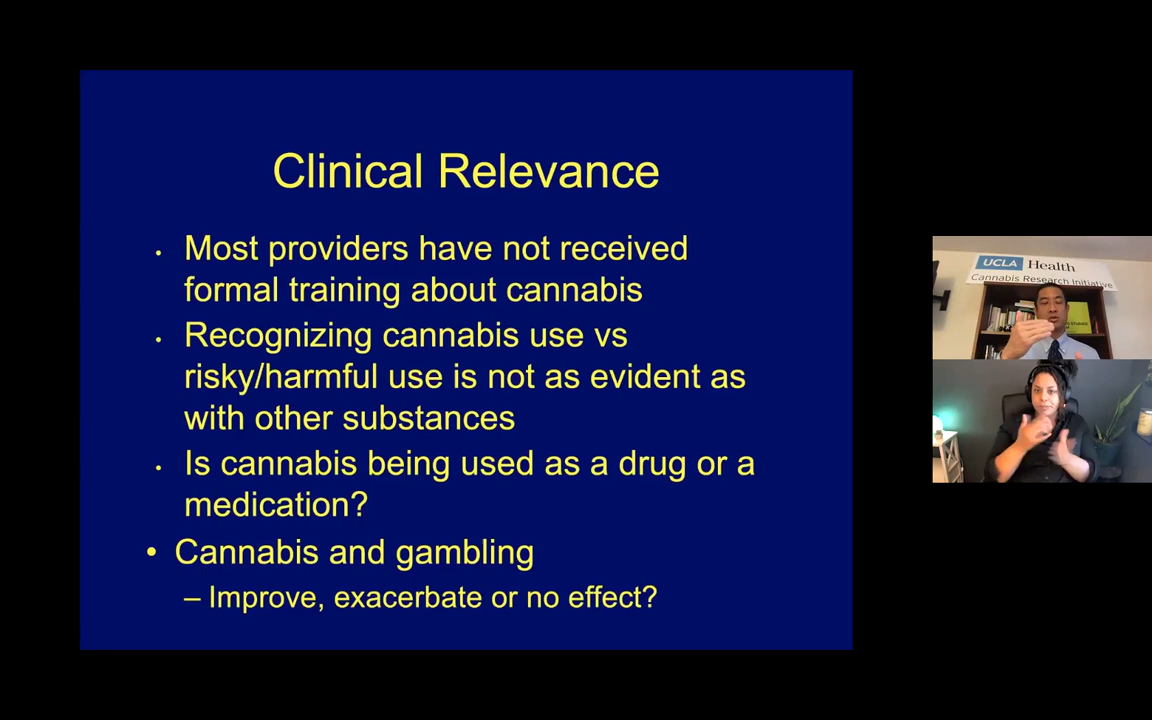 Clinical Relevance
• Most providers have not received
formal training about cannabis
• Recognizing cannabis use vs
risky/harmful use is not as evident as
with other substances
• Is cannabis being used as a drug or a
medication?
• Cannabis and gambling
– Improve, exacerbate or no effect?
UCLA Health
Cannabis Research Initiative